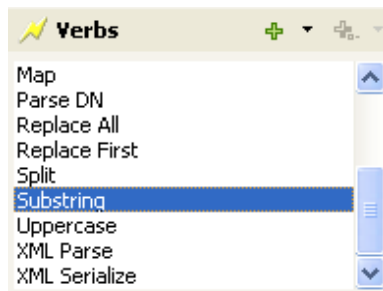 Verbs
Map
Parse DN
Replace All
Replace First
Split
Substring
Uppercase
XML Parse
XML Serialize